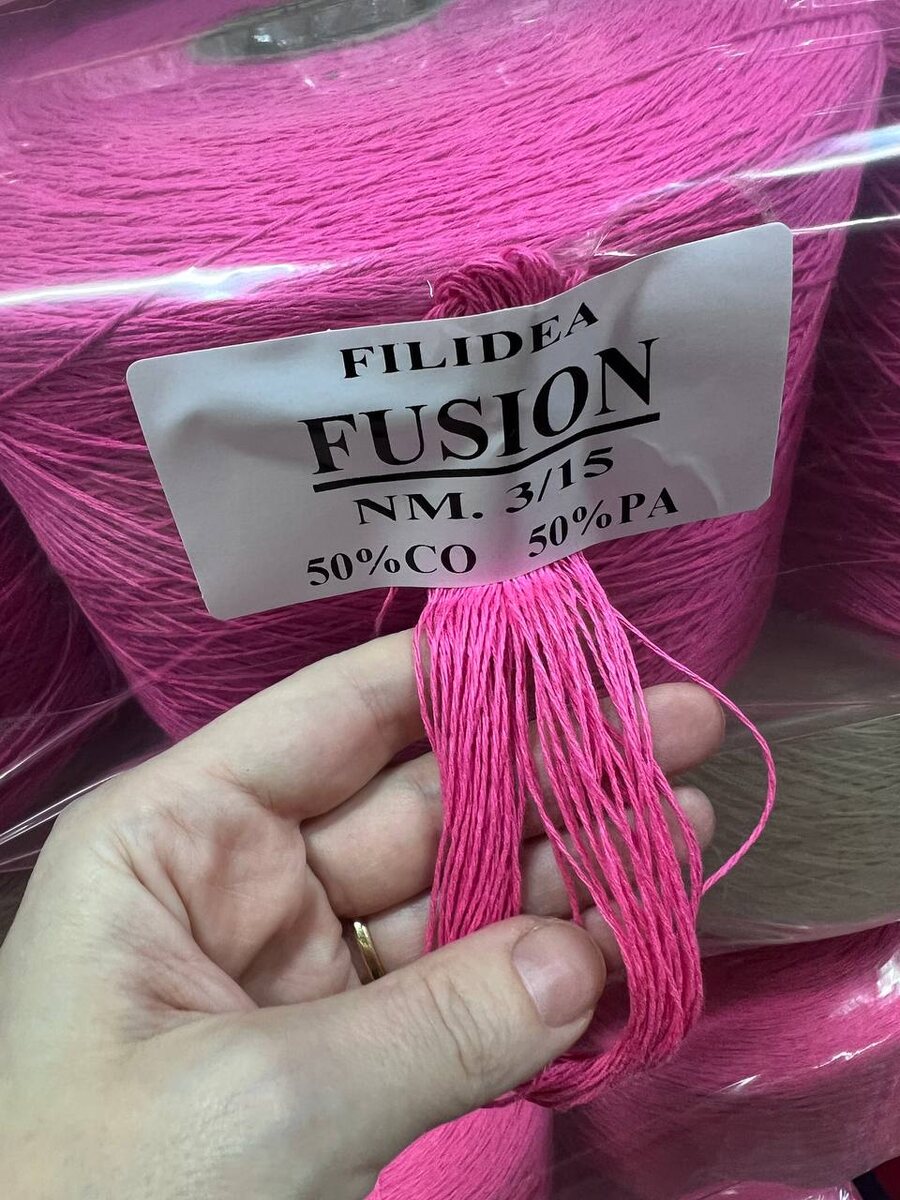 FILIDEA
FUSION
NM. 3/15
50%CO 50%PA